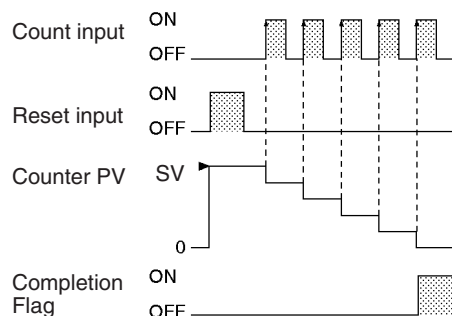 Count input
ON
OFF
Reset input
ON
OFF
Counter PV
SV
0
Completion
Flag
ON
OFF